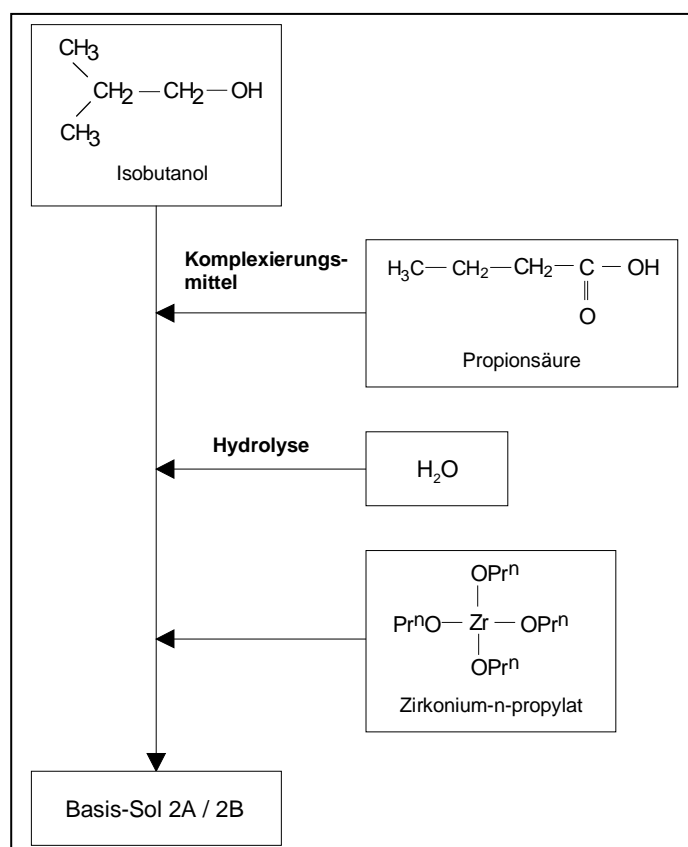 CH3
CH2 — CH2 — OH
CH3
Isobutanol
Komplexierungs-
mittel
H3C — CH2 — CH2 — C — OH
O
Propionsäure
Hydrolyse
H2O
OPrⁿ
PrⁿO — Zr — OPrⁿ
OPrⁿ
Zirkonium-n-propylat
Basis-Sol 2A / 2B